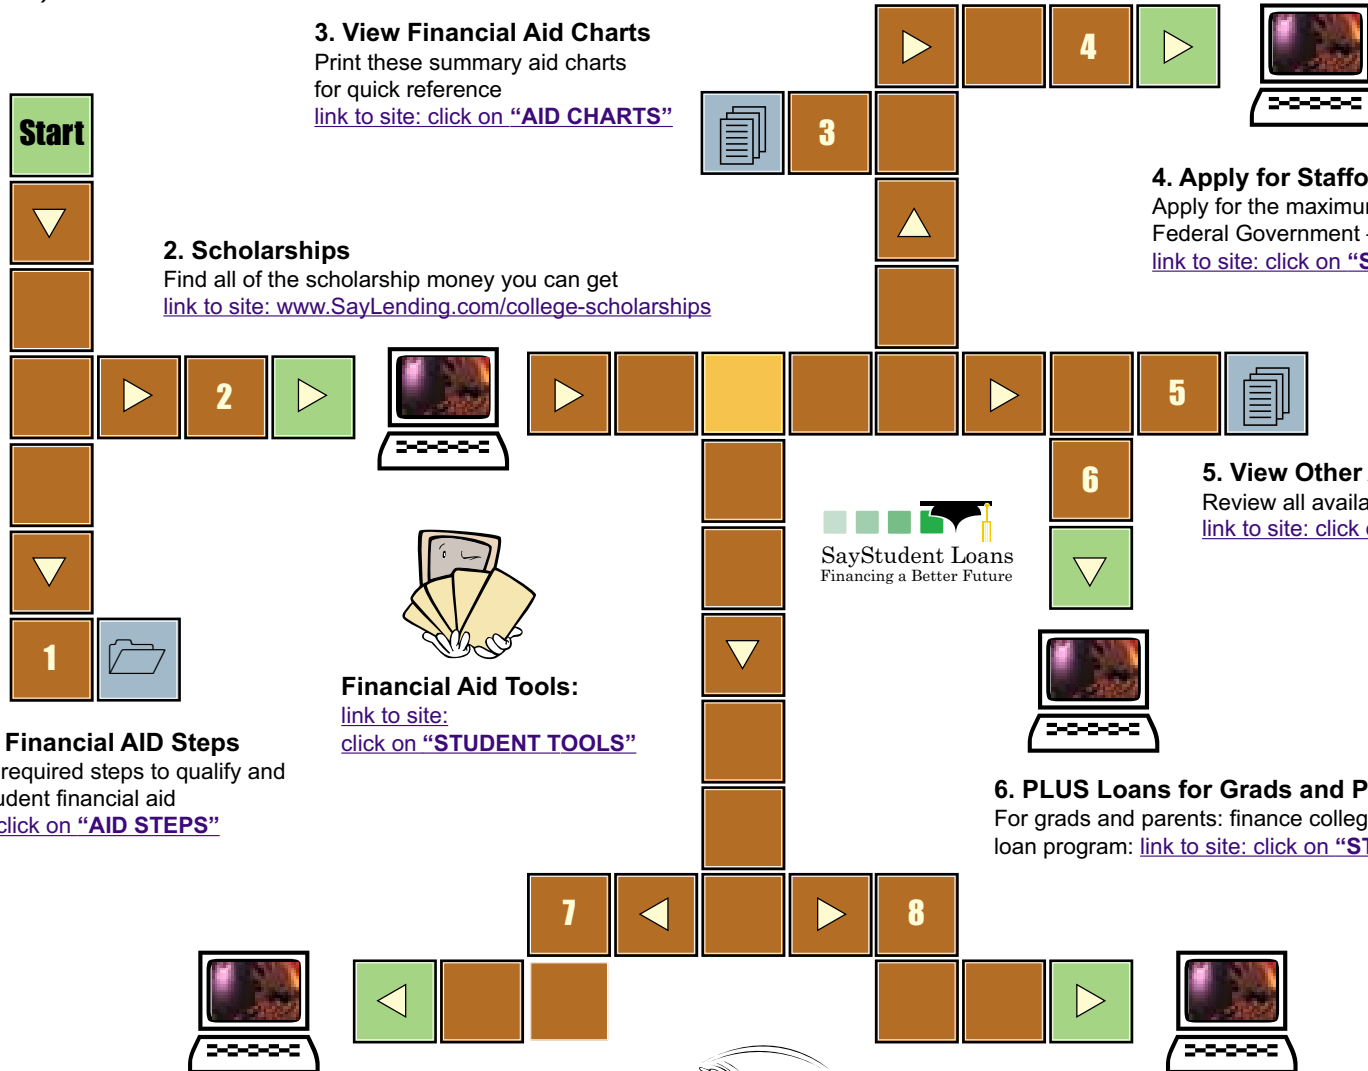 3. View Financial Aid Charts
Print these summary aid charts
for quick reference
link to site: click on “AID CHARTS”
4
Start
3
4. Apply for Staffo
Apply for the maximu
Federal Government
link to site: click on “S
2. Scholarships
Find all of the scholarship money you can get
link to site: www.SayLending.com/college-scholarships
2
5
6
5. View Other
Review all availa
link to site: click
SayStudent Loans
Financing a Better Future
1
Financial Aid Tools:
link to site:
click on “STUDENT TOOLS”
Financial AID Steps
required steps to qualify and
udent financial aid
click on “AID STEPS”
6. PLUS Loans for Grads and P
For grads and parents: finance colleg
loan program: link to site: click on “ST
7
8